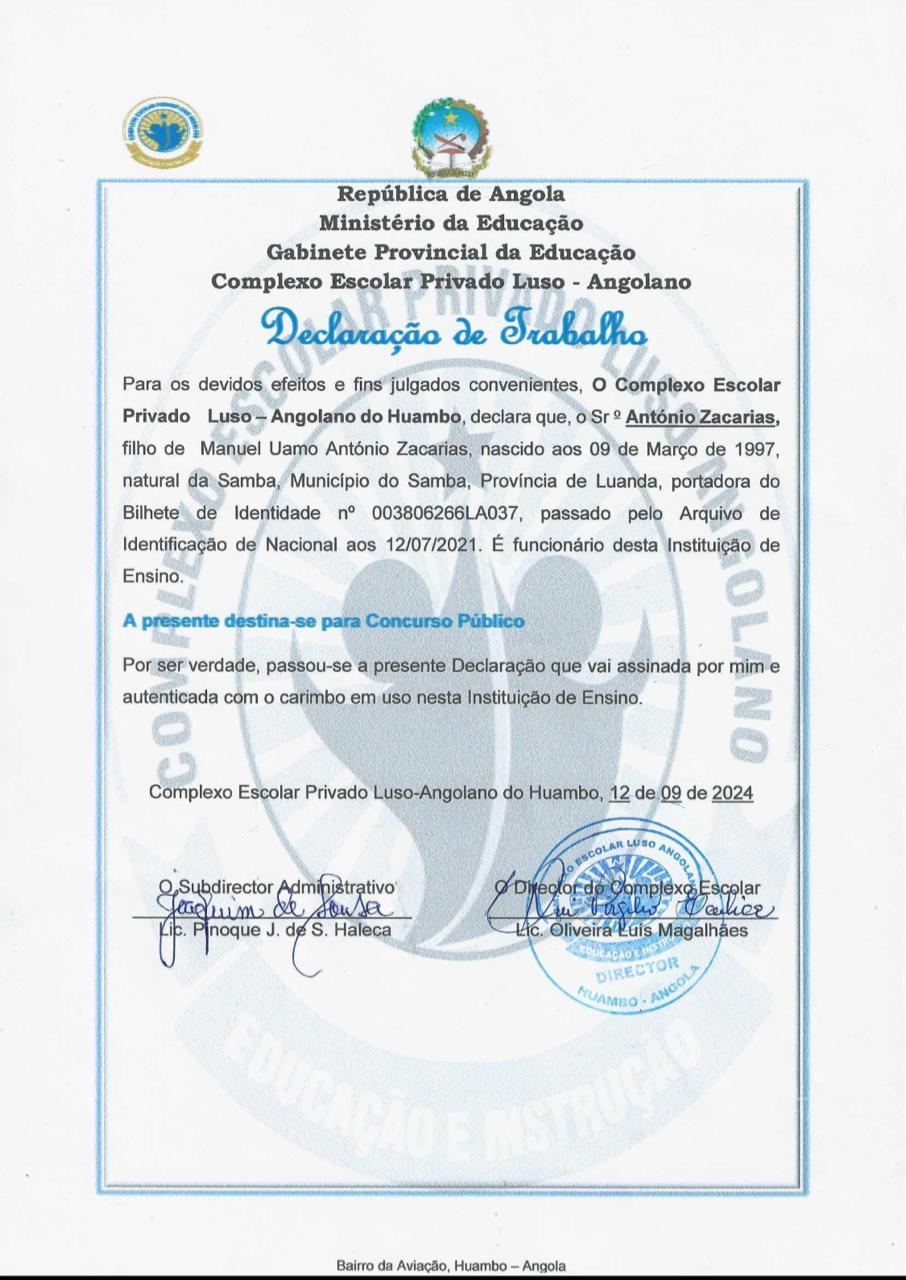 República de Angola
Ministério da Educação
Gabinete Provincial da Educação
Complexo Escolar Privado Luso - Angolano
Declaração de Trabalho
Para os devidos efeitos e fins julgados convenientes, O Complexo Escolar
Privado Luso – Angolano do Huambo, declara que, o Sr º António Zacarias,
filho de Manuel Uamo António Zacarias, nascido aos 09 de Março de 1997,
natural da Samba, Município do Samba, Província de Luanda, portadora do
Bilhete de Identidade nº 003806266LA037, passado pelo Arquivo de
Identificação de Nacional aos 12/07/2021. É funcionário desta Instituição de
Ensino.
A presente destina-se para Concurso Público
Por ser verdade, passou-se a presente Declaração que vai assinada por mim e
autenticada com o carimbo em uso nesta Instituição de Ensino.
Complexo Escolar Privado Luso-Angolano do Huambo, 12 de 09 de 2024
O Subdirector Administrativo
Joaquim de Sousa
Lic. Pinoque J. de S. Haleca
O Director do Complexo Escolar
Lic. Oliveira Luís Magalhães
ESCOLAR LUSO ANGOLA
EDUCAÇÃO E INSTRU
DIRECTOR
HUAMBO - ANGOLA
COMPLEXO ESCOLAR PRIVADO LUSO ANGOLANO
EDUCAÇÃO E INSTRUÇÃO
Bairro da Aviação, Huambo – Angola